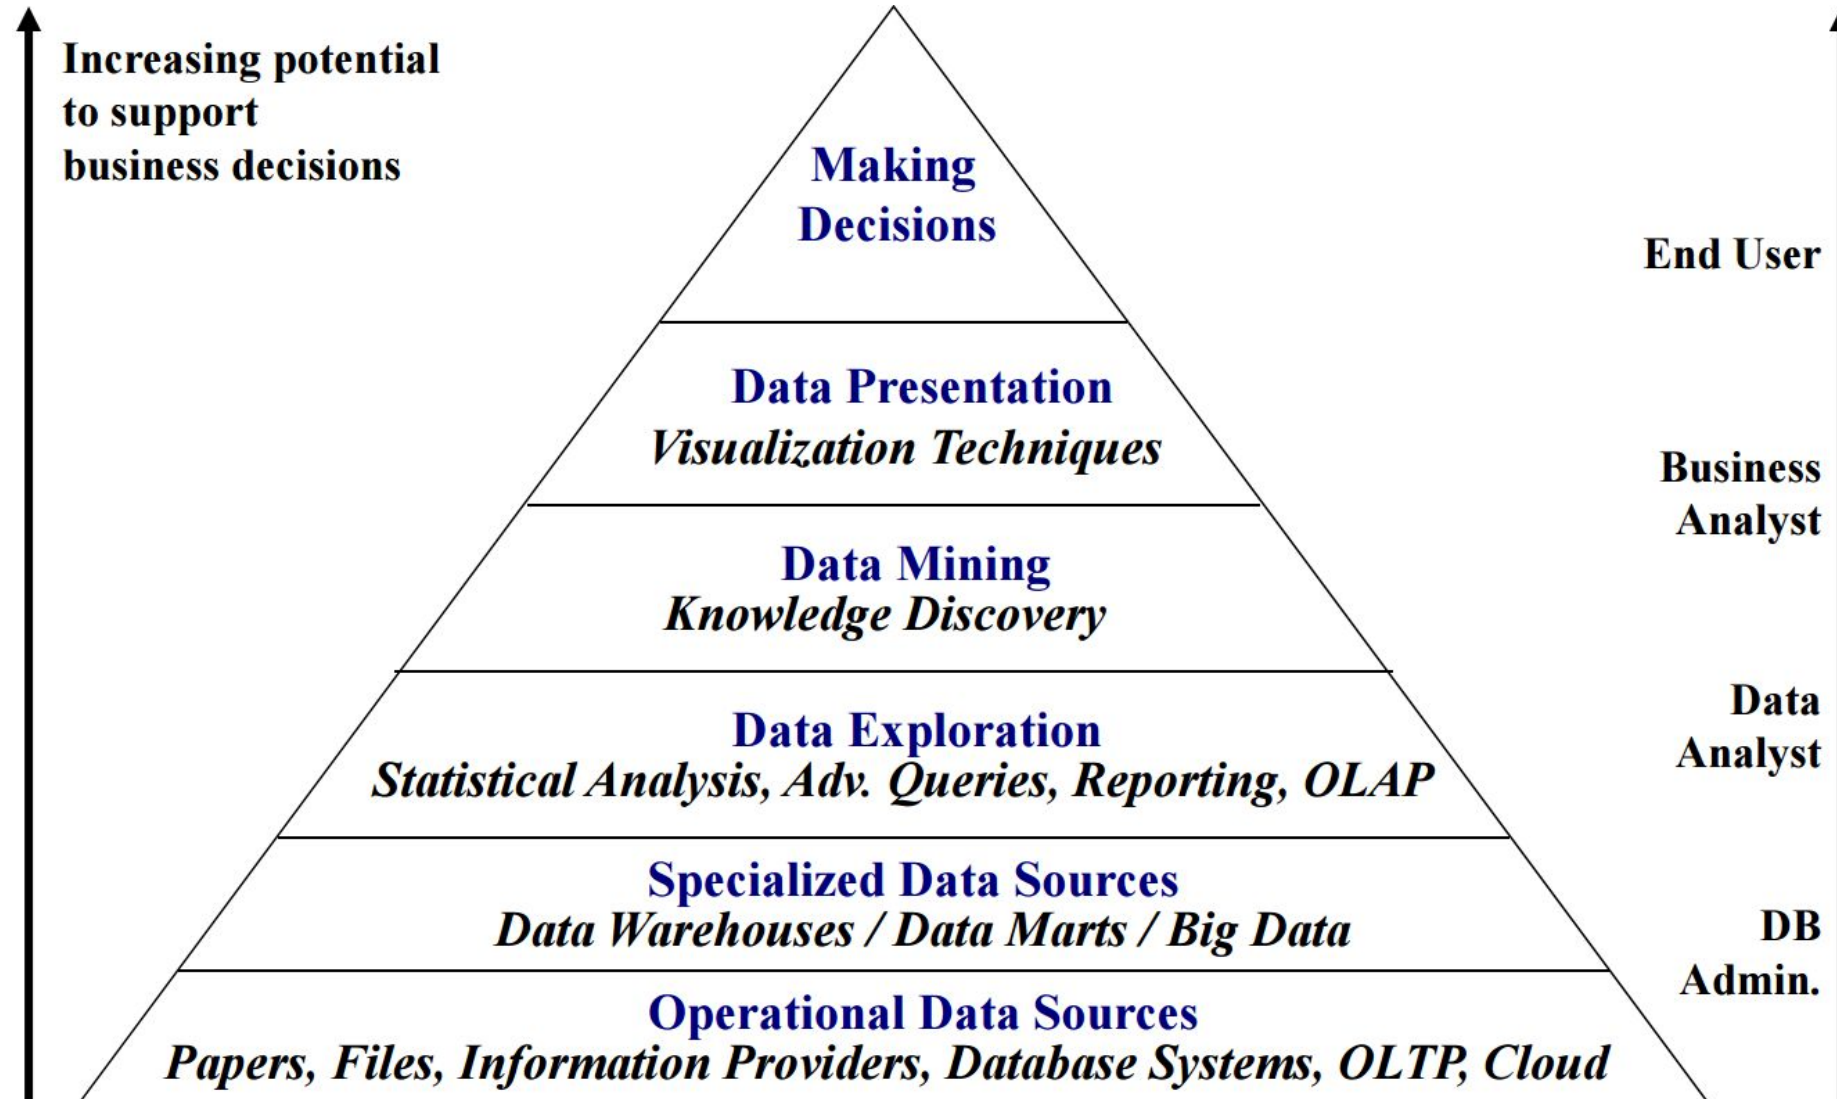 Increasing potential
to support
business decisions
Making
Decisions
End User
Data Presentation
Visualization Techniques
Business
Analyst
Data Mining
Knowledge Discovery
Data
Analyst
Data Exploration
Statistical Analysis, Adv. Queries, Reporting, OLAP
Specialized Data Sources
Data Warehouses / Data Marts / Big Data
DB
Admin.
Operational Data Sources
Papers, Files, Information Providers, Database Systems, OLTP, Cloud